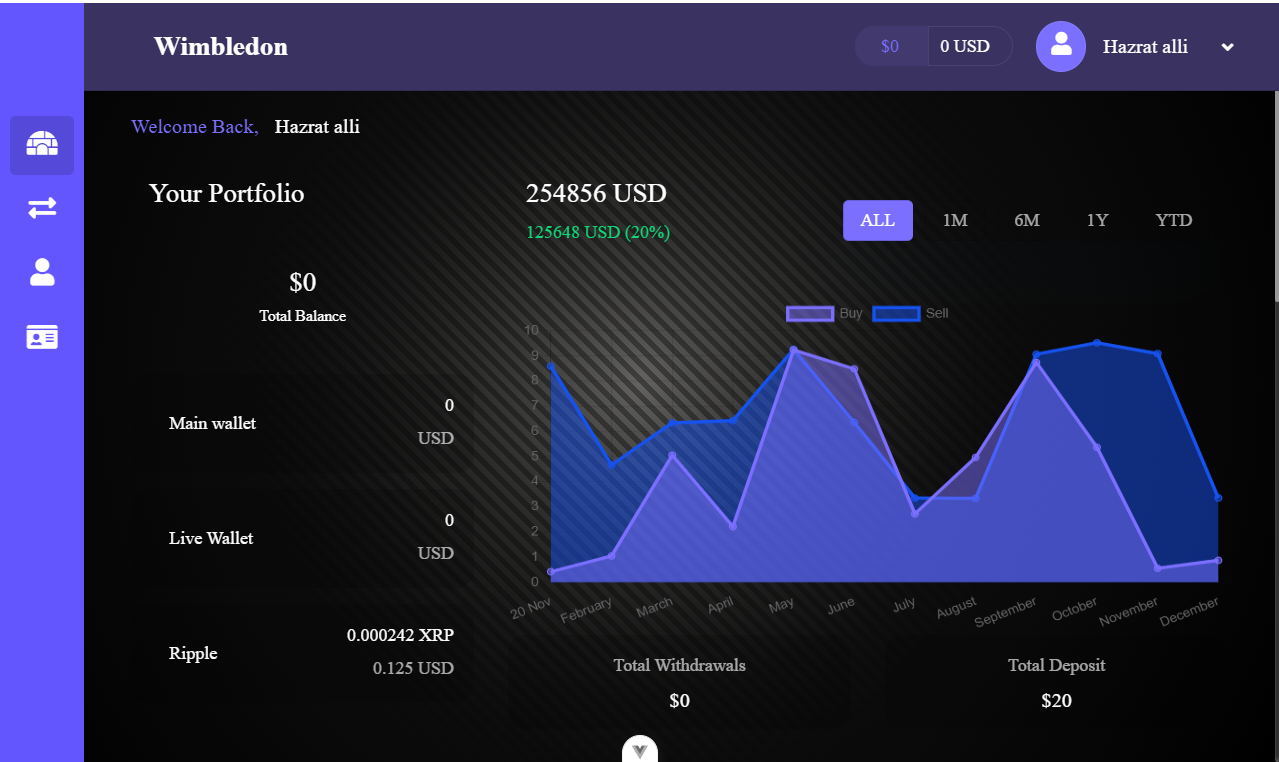 Wimbledon
$0
0 USD
Hazrat alli
Welcome Back, Hazrat alli
Your Portfolio
254856 USD
125648 USD (20%)
ALL
1M
6M
1Y
YTD
$0
Total Balance
Main wallet
0
USD
Live Wallet
0
USD
Ripple
0.000242 XRP
0.125 USD
Buy
Sell
10
9
8
7
6
5
4
3
2
1
0
20 Nov
February
March
April
May
June
July
August
September
October
November
December
Total Withdrawals
$0
Total Deposit
$20